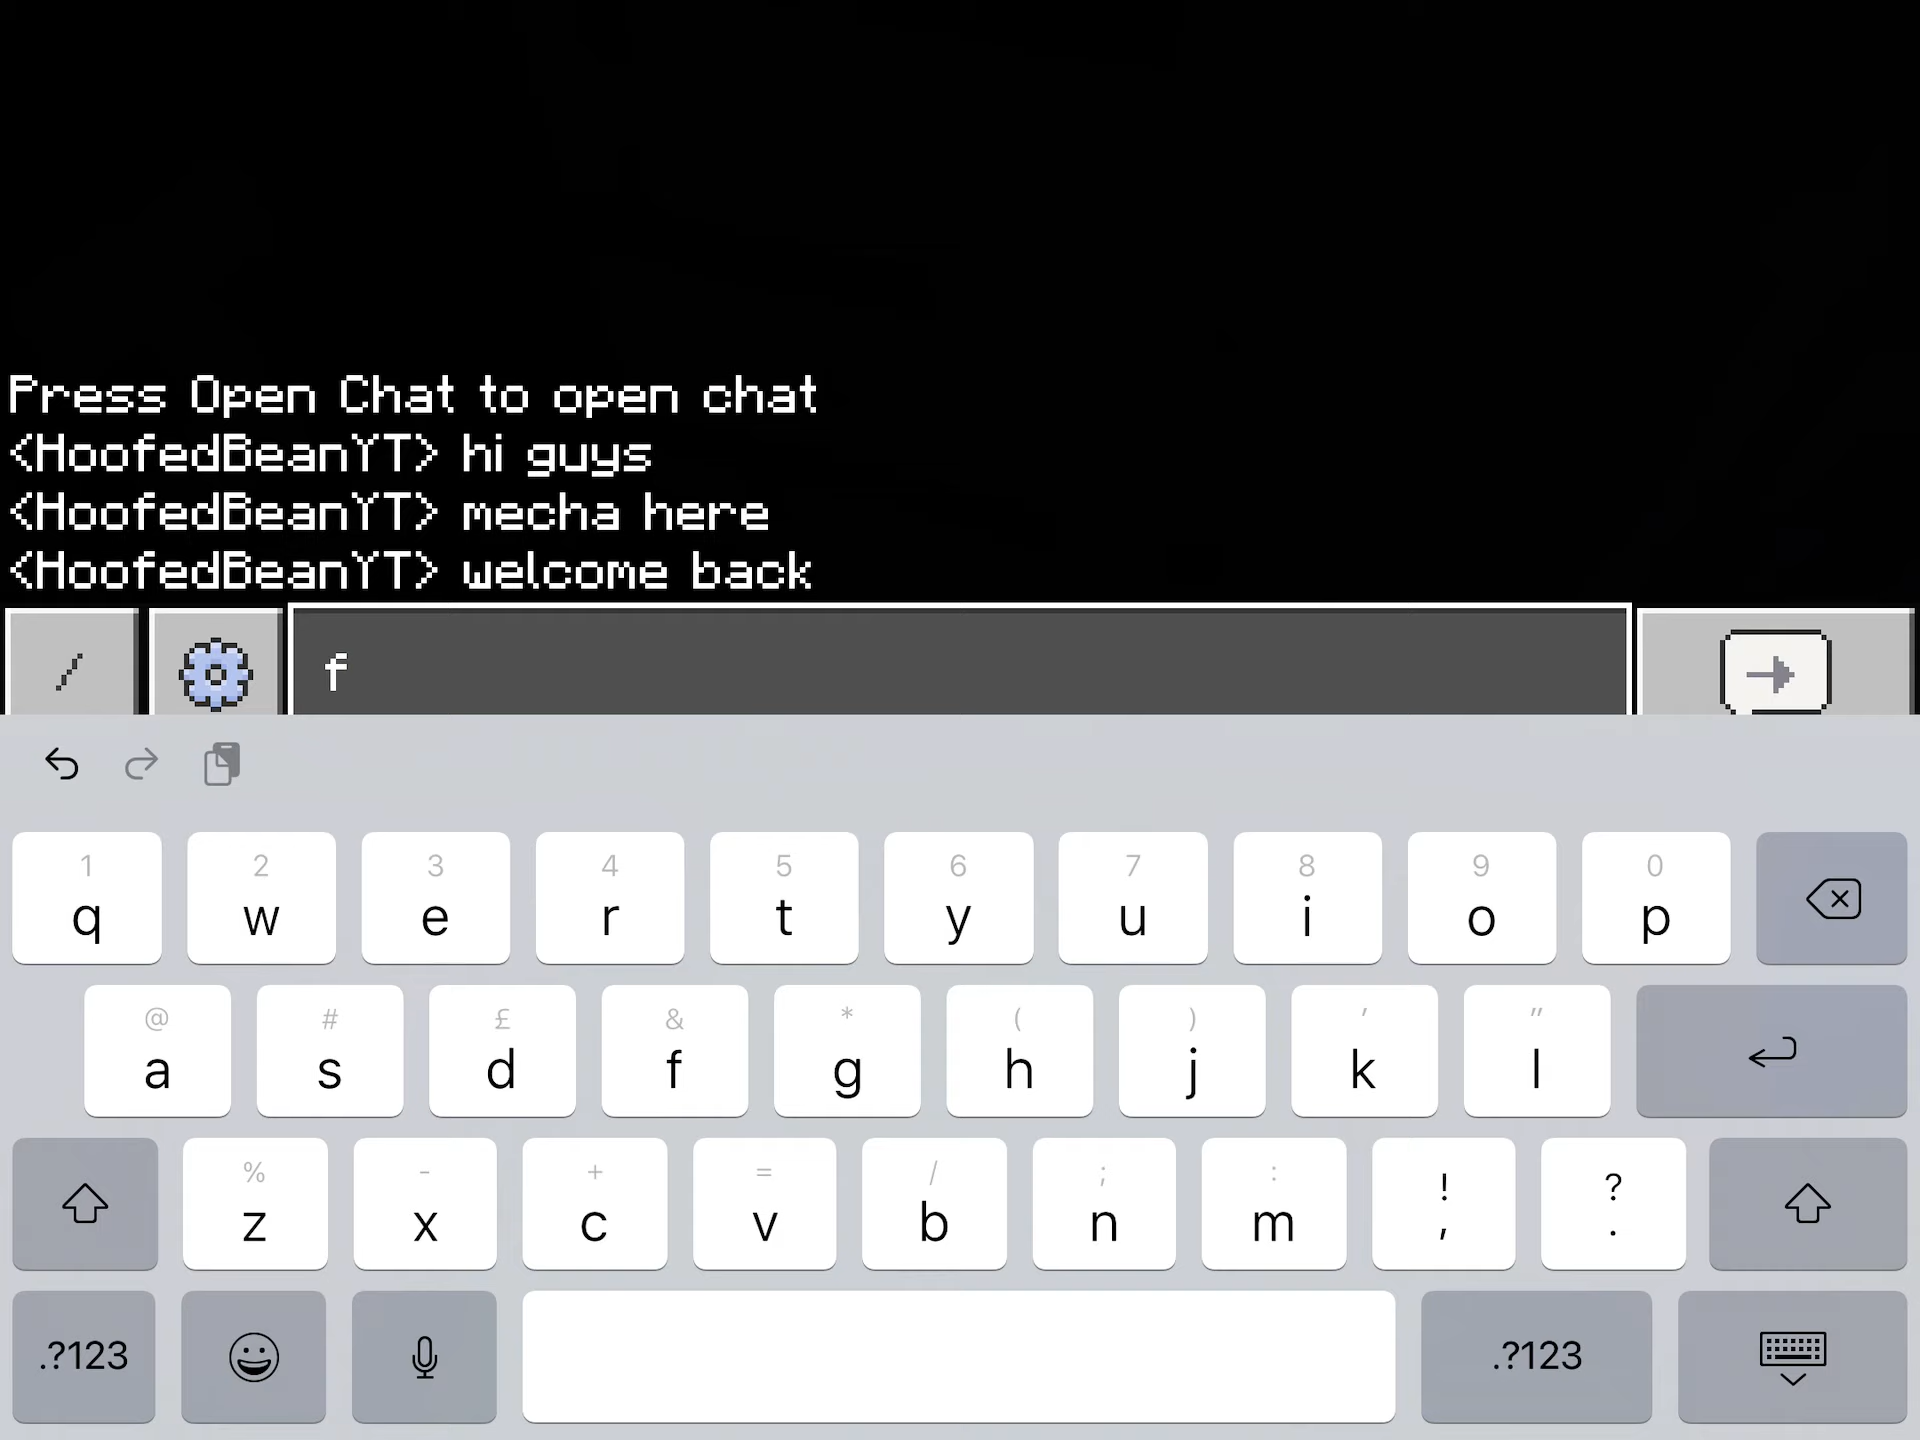 Press Open Chat to open chat
<HoofedBeanYT> hi guys
<HoofedBeanYT> mecha here
<HoofedBeanYT> welcome back
/ f
1 2 3 4 5 6 7 8 9 0
q w e r t y u i o p
@ # £ & * ( ) ' "
a s d f g h j k l
% - + = / ; : ! ?
z x c v b n m , .
.?123 .?123